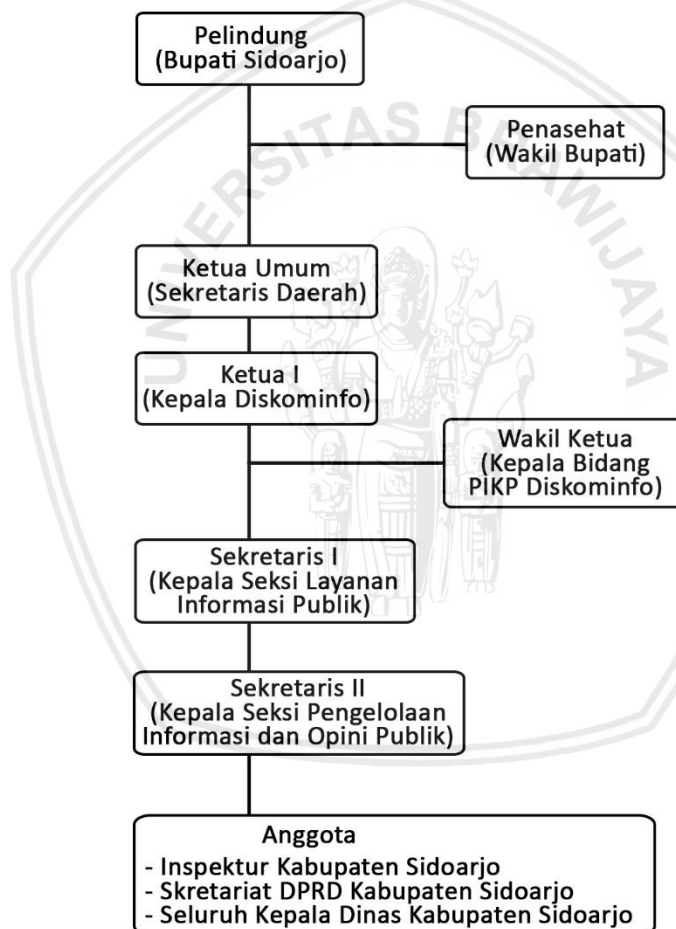 Pelindung
(Bupati Sidoarjo)
UNIVERSITAS BRAWIJAYA
Penasehat
(Wakil Bupati)
Ketua Umum
(Sekretaris Daerah)
Ketua I
(Kepala Diskominfo)
Wakil Ketua
(Kepala Bidang
PIKP Diskominfo)
Sekretaris I
(Kepala Seksi Layanan
Informasi Publik)
Sekretaris II
(Kepala Seksi Pengelolaan
Informasi dan Opini Publik)
Anggota
- Inspektur Kabupaten Sidoarjo
- Skretariat DPRD Kabupaten Sidoarjo
- Seluruh Kepala Dinas Kabupaten Sidoarjo